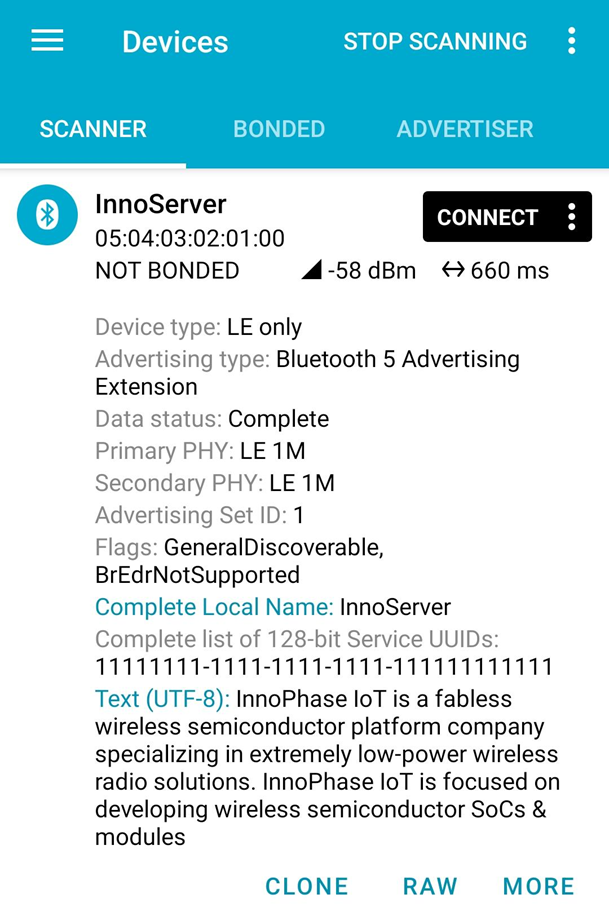 Devices STOP SCANNING
SCANNER BONDED ADVERTISER
InnoServer
CONNECT
05:04:03:02:01:00
NOT BONDED -58 dBm 660 ms
Device type: LE only
Advertising type: Bluetooth 5 Advertising
Extension
Data status: Complete
Primary PHY: LE 1M
Secondary PHY: LE 1M
Advertising Set ID: 1
Flags: GeneralDiscoverable,
BrEdrNotSupported
Complete Local Name: InnoServer
Complete list of 128-bit Service UUIDs:
11111111-1111-1111-1111-111111111111
Text (UTF-8): InnoPhase IoT is a fabless
wireless semiconductor platform company
specializing in extremely low-power wireless
radio solutions. InnoPhase IoT is focused on
developing wireless semiconductor SoCs &
modules
CLONE RAW MORE